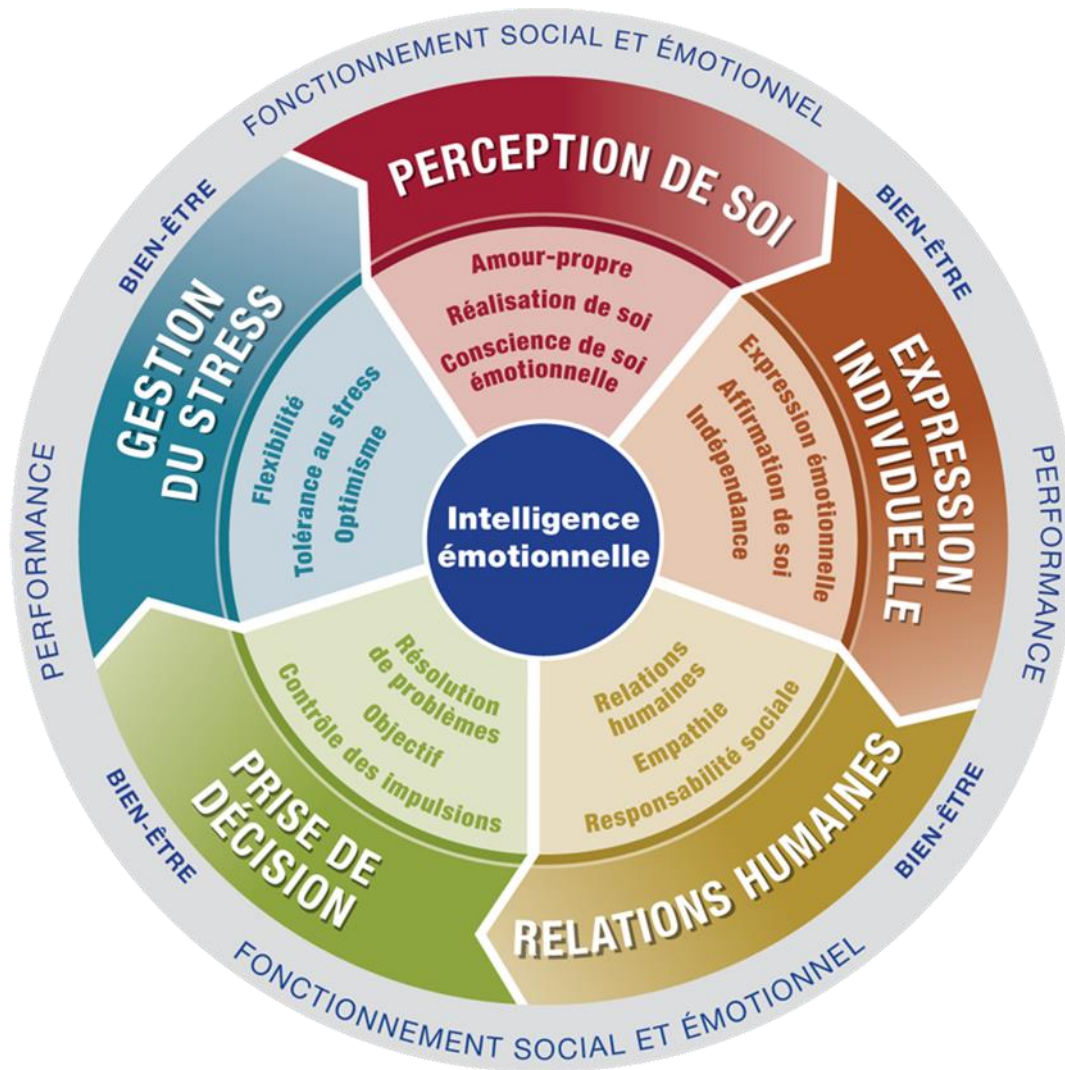 FONCTIONNEMENT SOCIAL ET ÉMOTIONNEL
BIEN-ÊTRE
BIEN-ÊTRE
PERFORMANCE
PERFORMANCE
BIEN-ÊTRE
BIEN-ÊTRE
FONCTIONNEMENT SOCIAL ET ÉMOTIONNEL
PERCEPTION DE SOI
Amour-propre
Réalisation de soi
Conscience de soi
émotionnelle
EXPRESSION
INDIVIDUELLE
Expression émotionnelle
Affirmation de soi
Indépendance
RELATIONS HUMAINES
Relations
humaines
Empathie
Responsabilité sociale
PRISE DE
DÉCISION
Résolution
de problèmes
Objectif
Contrôle des impulsions
GESTION
DU STRESS
Flexibilité
Tolérance au stress
Optimisme
Intelligence
émotionnelle